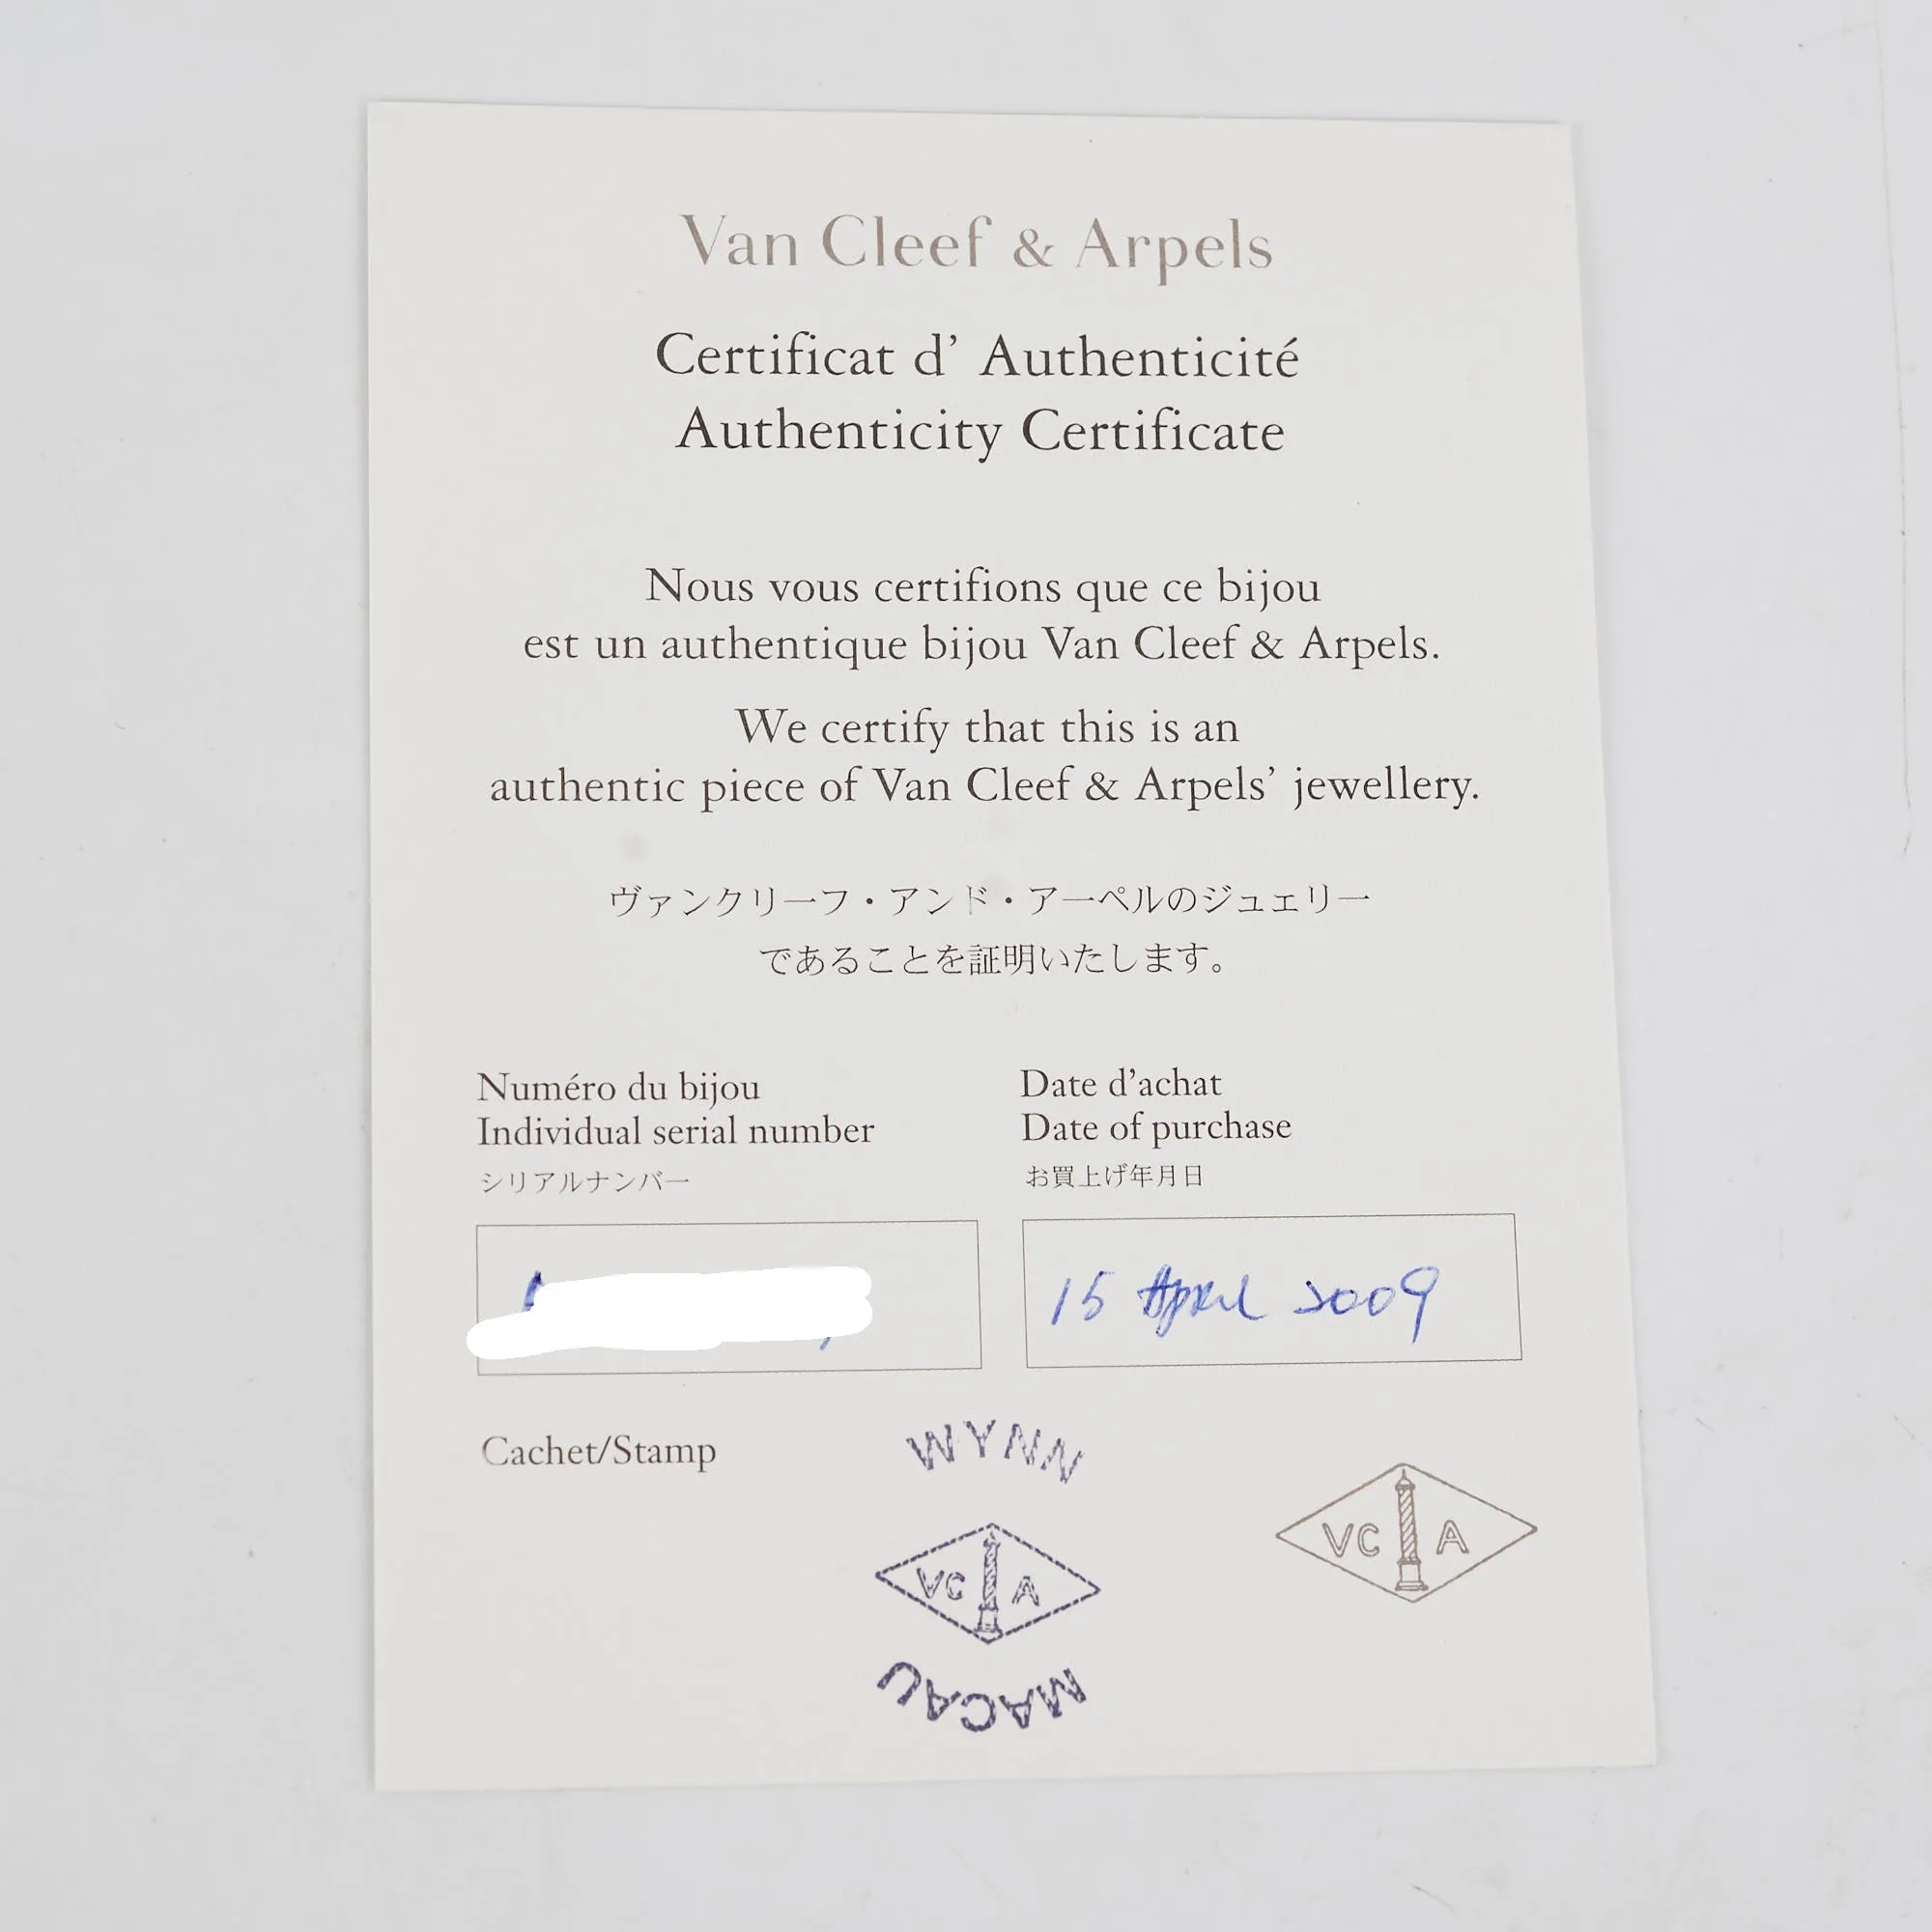 Van Cleef & Arpels
Certificat d’ Authenticité
Authenticity Certificate
Nous vous certifions que ce bijou
est un authentique bijou Van Cleef & Arpels.
We certify that this is an
authentic piece of Van Cleef & Arpels’ jewellery.
ヴァンクリーフ・アンド・アーペルのジュェリー
であることを証明いたします。
Numéro du bijou
Individual serial number
シリアルナンバー
Date d’achat
Date of purchase
お買上げ年月日
15 April 2009
Cachet/Stamp
WYNN
VC A
MACAU
VC A